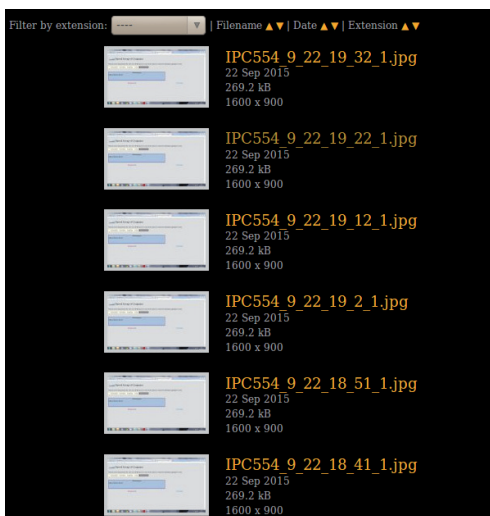 Filter by extension: ---- ▼ | Filename ▲ ▼ | Date ▲ ▼ | Extension ▲ ▼
IPC554_9_22_19_32_1.jpg
22 Sep 2015
269.2 kB
1600 x 900
IPC554_9_22_19_22_1.jpg
22 Sep 2015
269.2 kB
1600 x 900
IPC554_9_22_19_12_1.jpg
22 Sep 2015
269.2 kB
1600 x 900
IPC554_9_22_19_2_1.jpg
22 Sep 2015
269.2 kB
1600 x 900
IPC554_9_22_18_51_1.jpg
22 Sep 2015
269.2 kB
1600 x 900
IPC554_9_22_18_41_1.jpg
22 Sep 2015
269.2 kB
1600 x 900